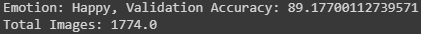 Emotion: Happy, Validation Accuracy: 89.17700112739571
Total Images: 1774.0